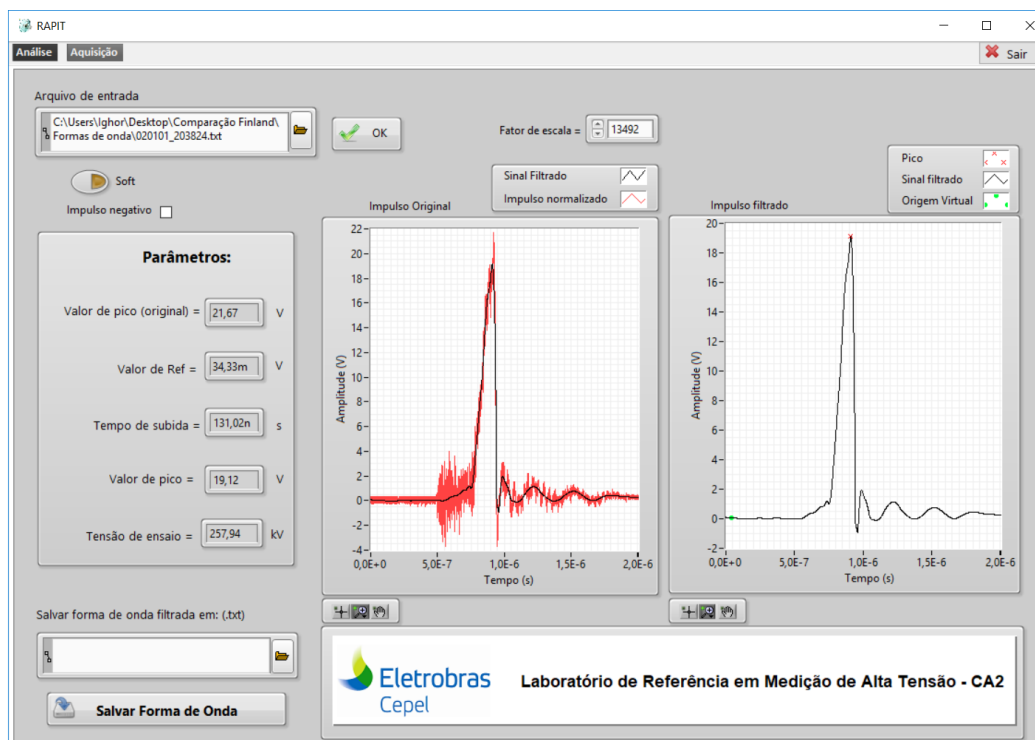 RAPIT
Análise
Aquisição
Sair
Arquivo de entrada
C:\Users\Ighor\Desktop\Comparação Finland\
Formas de onda\020101_203824.txt
OK
Fator de escala =
13492
Soft
Impulso negativo
Sinal Filtrado
Impulso normalizado
Pico
Sinal filtrado
Origem Virtual
Parâmetros:
Valor de pico (original) =
21,67
V
Valor de Ref =
34,33m
V
Tempo de subida =
131,02n
s
Valor de pico =
19,12
V
Tensão de ensaio =
257,94
kV
Impulso Original
Amplitude (V)
22
20
18
16
14
12
10
8
6
4
2
0
-2
-4
0,0E+0
5,0E-7
1,0E-6
1,5E-6
2,0E-6
Tempo (s)
Impulso filtrado
Amplitude (V)
20
18
16
14
12
10
8
6
4
2
0
-2
0,0E+0
5,0E-7
1,0E-6
1,5E-6
2,0E-6
Tempo (s)
Salvar forma de onda filtrada em: (.txt)
Salvar Forma de Onda
Eletrobras
Cepel
Laboratório de Referência em Medição de Alta Tensão - CA2